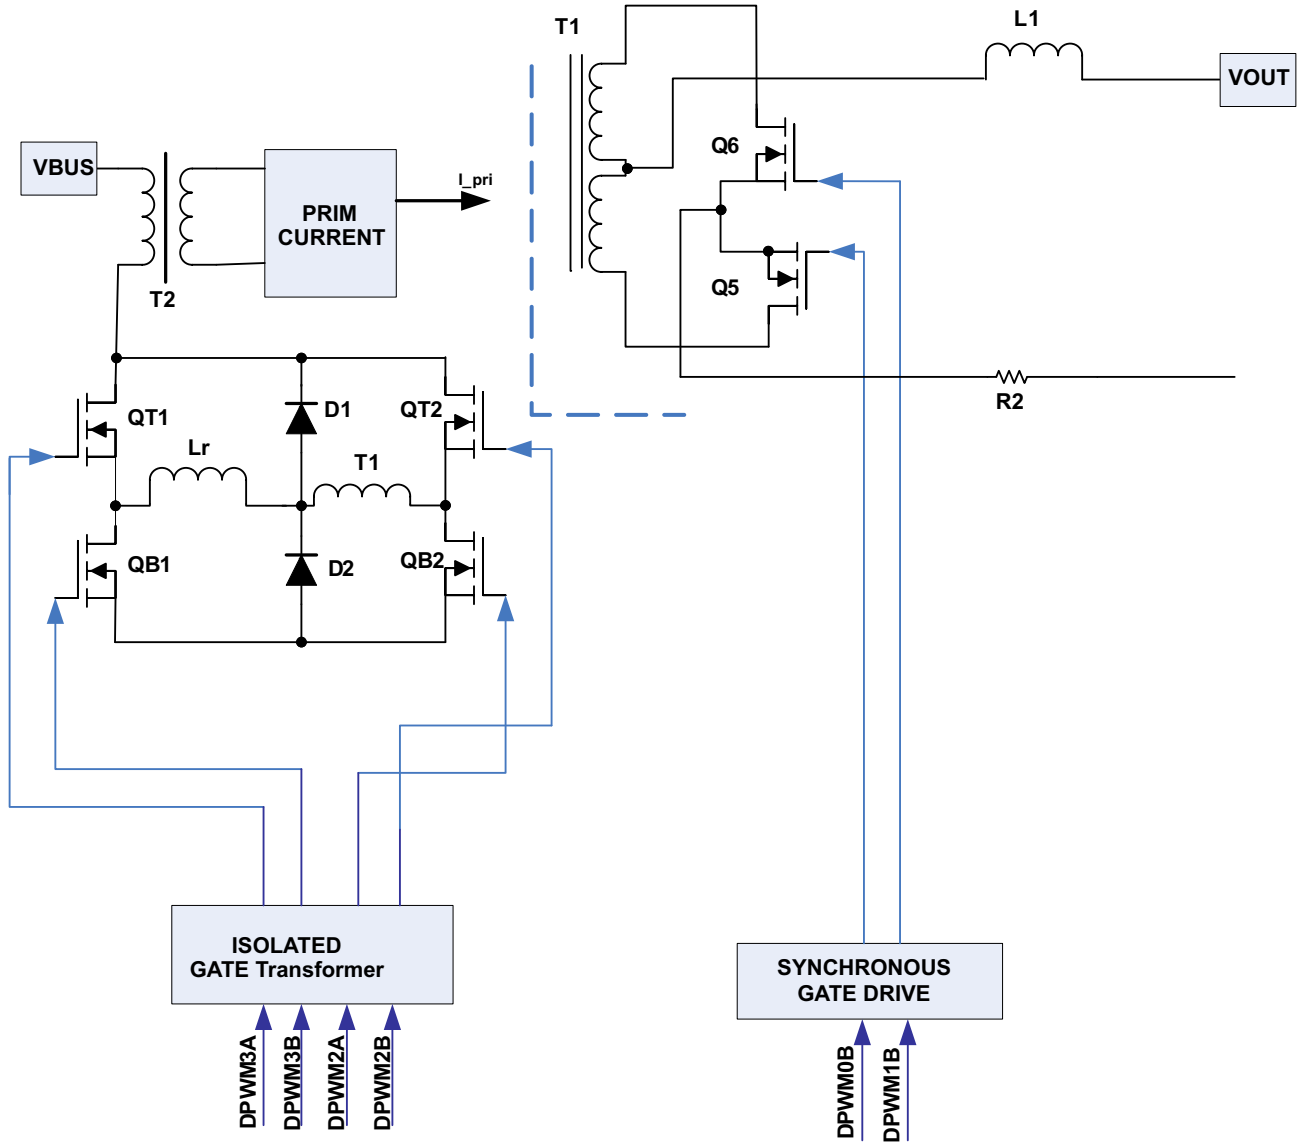 T1
L1
VOUT
VBUS
T2
PRIM
CURRENT
I_pri
Q6
Q5
R2
QT1
D1
QT2
Lr
T1
QB1
D2
QB2
ISOLATED
GATE Transformer
SYNCHRONOUS
GATE DRIVE
DPWM3A
DPWM3B
DPWM2A
DPWM2B
DPWM0B
DPWM1B